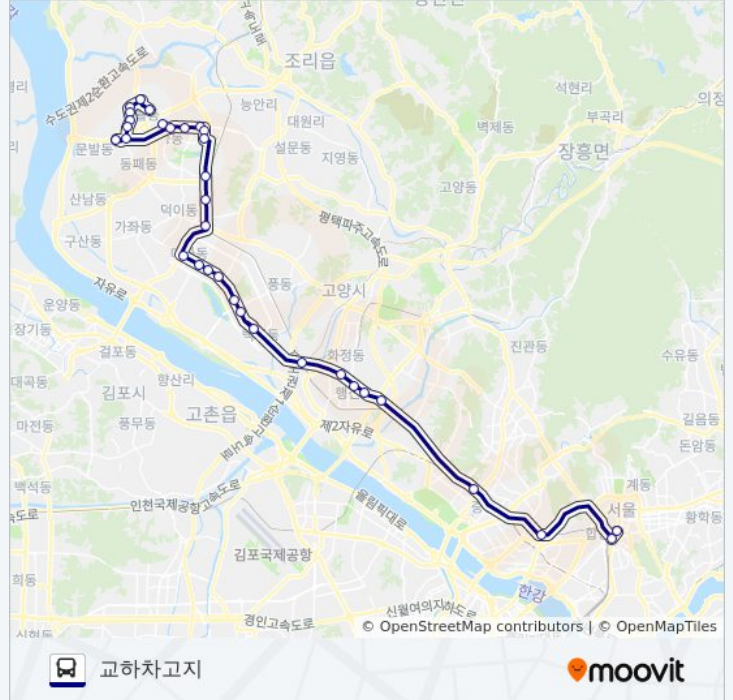 조리읍
석현리
의정
수도권제2순환고속도로
능안리
부곡리
대원리
벽제동
문발동
설문동
장흥면
동패동
지영동
고양동
산남동
덕이동
가좌동
평택파주고속도로
구산동
풍동
자유로
고양시
운양동
장기동
진관동
걸포동
화정동
수유동
대곡동
향산리
김포시
고촌읍
길음동
마전동
풍무동
제2자유로
돈암동
백석동
계동
인천국제공항고속도로
올림픽대로
서울
황학동
김포국제공항
희동
한강
신월여의지하도로
경인고속도로
© OpenStreetMap contributors | © OpenMapTiles
교하차고지
moovit